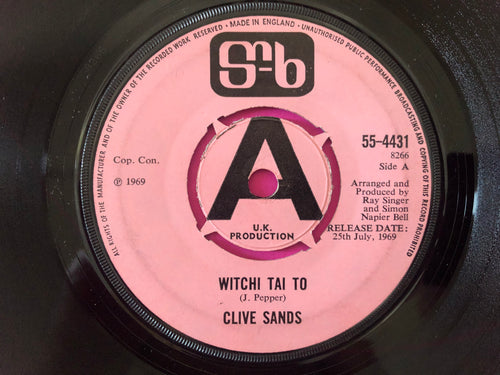 ALL RIGHTS OF THE MANUFACTURER AND OF THE OWNER OF THE RECORDED WORK RESERVED • MADE IN ENGLAND • UNAUTHORISED PUBLIC PERFORMANCE BROADCASTING AND COPYING OF THIS RECORD PROHIBITED
Smb
55-4431
8266
Side A
Cop. Con.
℗ 1969
A
Arranged and
Produced by
Ray Singer
and Simon
Napier Bell
U.K.
PRODUCTION
RELEASE DATE:
25th July, 1969
WITCHI TAI TO
(J. Pepper)
CLIVE SANDS